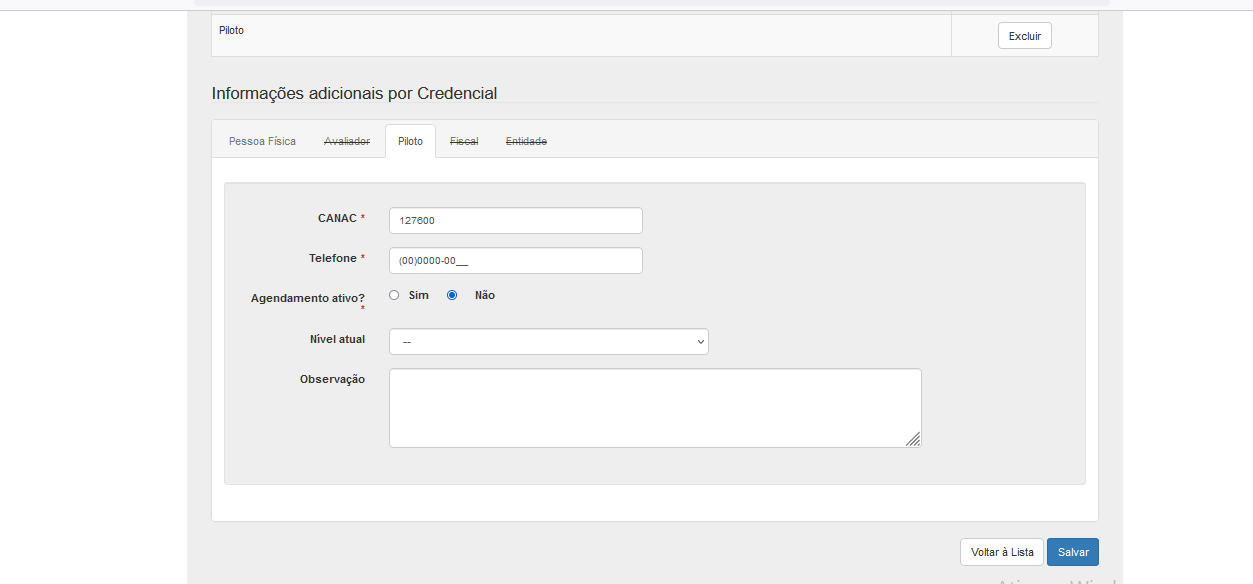 Piloto
Excluir
Informações adicionais por Credencial
Pessoa Física Avaliador Piloto Fiscal Entidade
CANAC * 127600
Telefone * (00)0000-00__
Agendamento ativo? * Sim Não
Nível atual --
Observação
Voltar à Lista Salvar